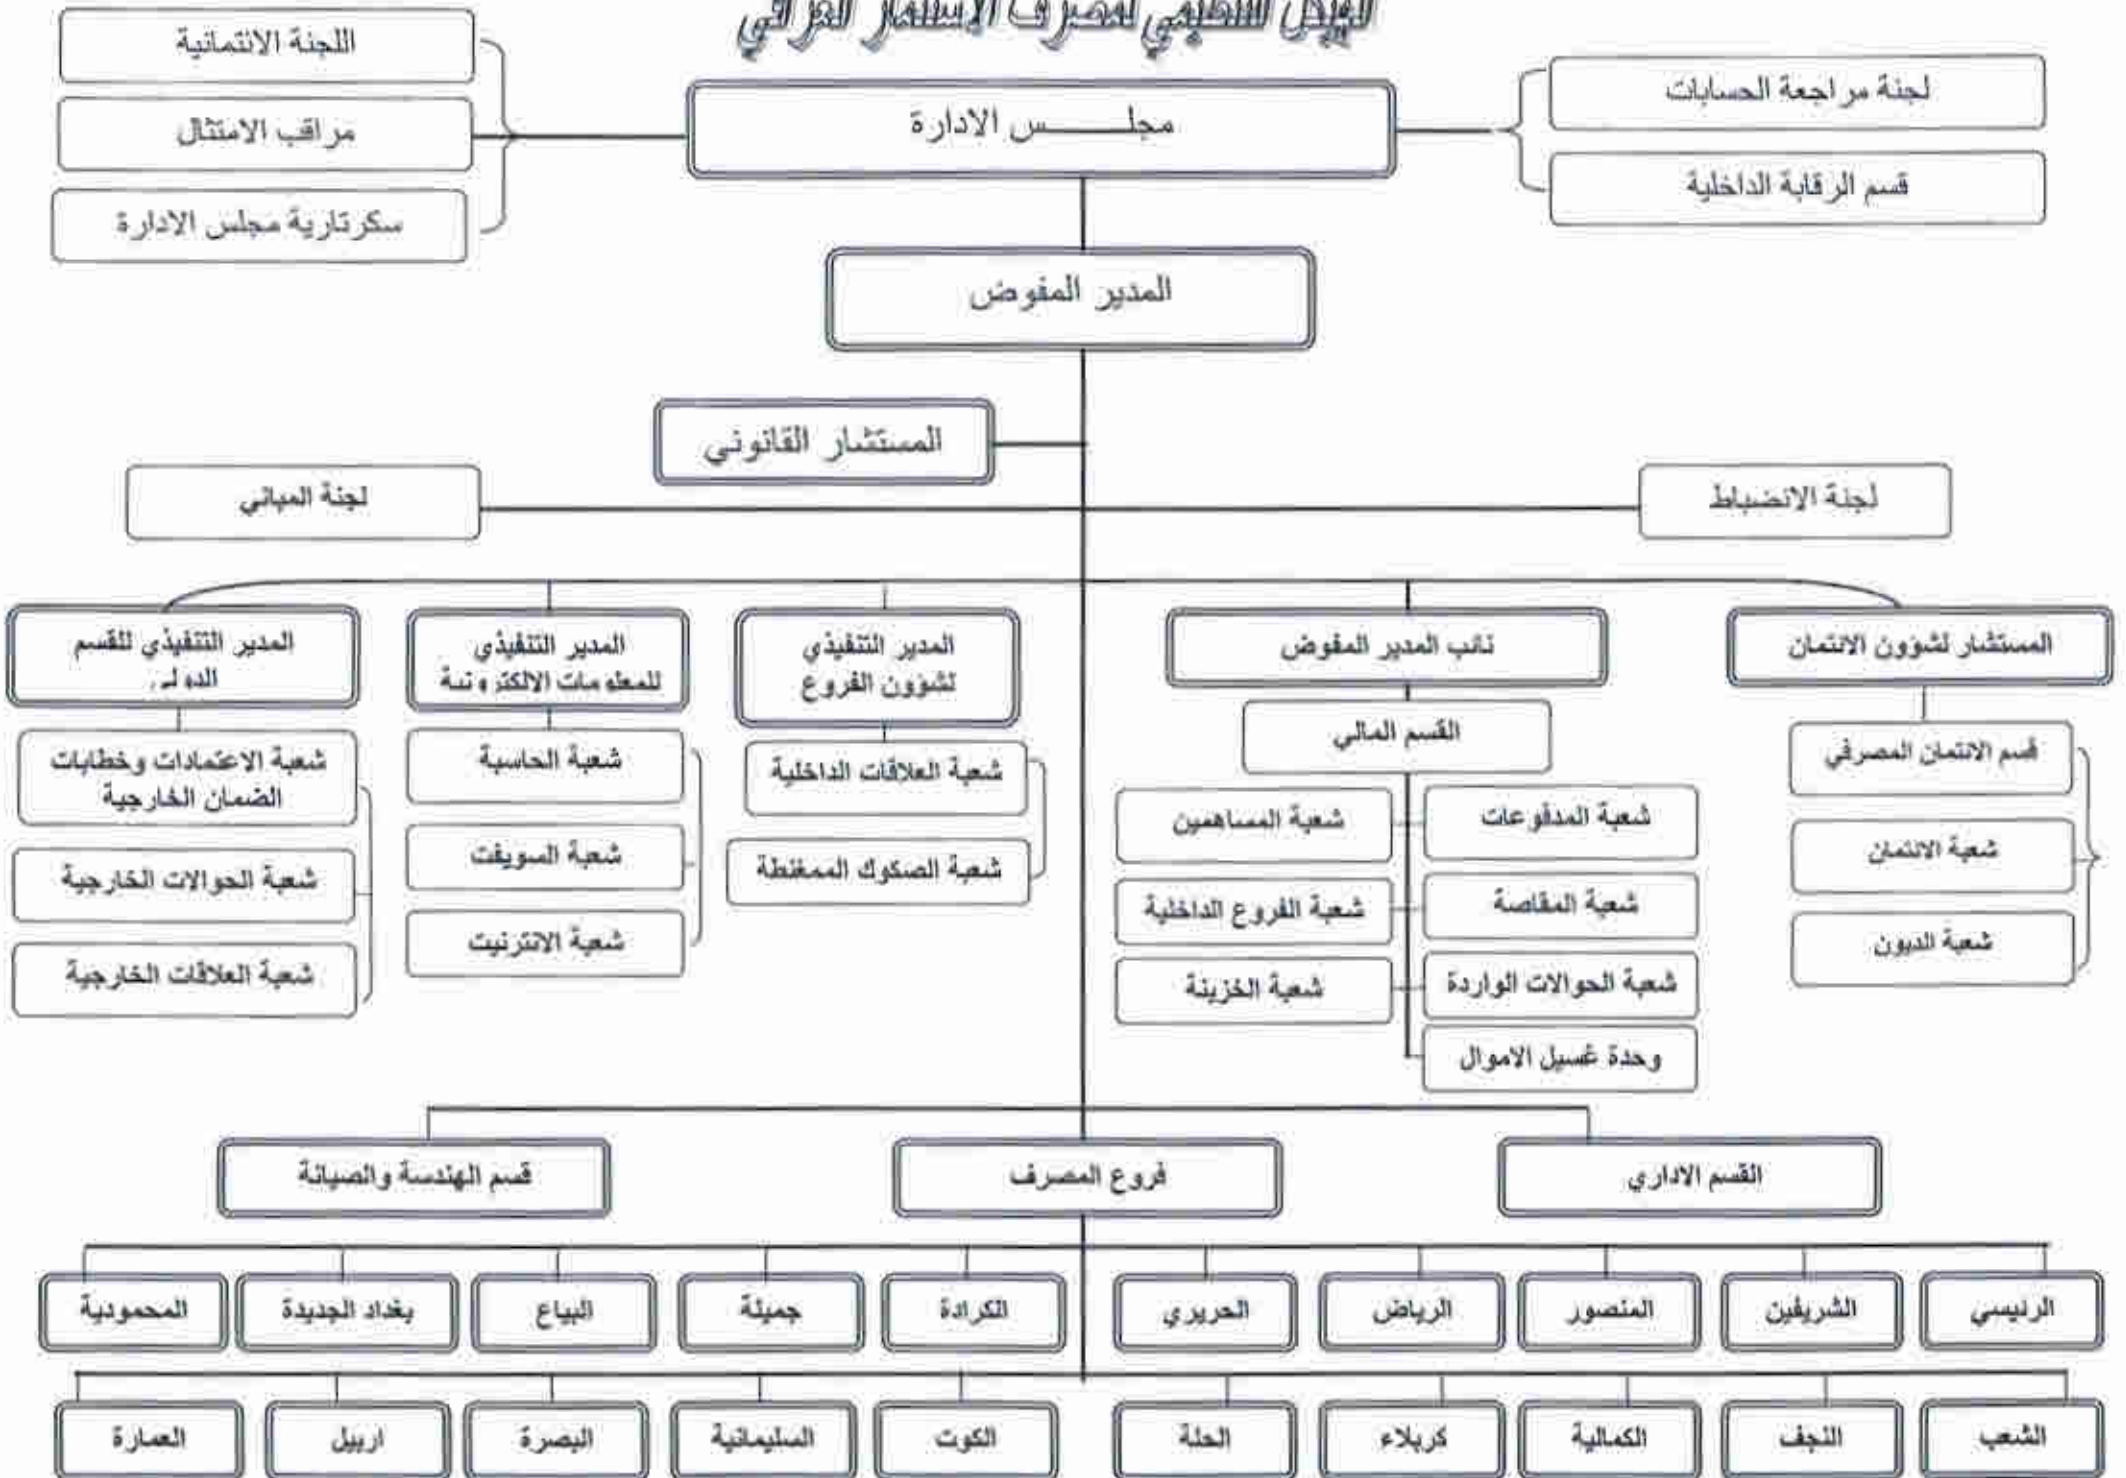 الهيكل التنظيمي لمصرف الاستثمار العراقي
لجنة مراجعة الحسابات
قسم الرقابة الداخلية
مجلـــــس الادارة
اللجنة الائتمانية
مراقب الامتثال
سكرتارية مجلس الادارة
المدير المفوض
المستشار القانوني
لجنة الانضباط
لجنة المباني
المستشار لشؤون الائتمان
قسم الائتمان المصرفي
شعبة الائتمان
شعبة الديون
نائب المدير المفوض
القسم المالي
شعبة المدفوعات
شعبة المساهمين
شعبة المقاصة
شعبة الفروع الداخلية
شعبة الحوالات الواردة
شعبة الخزينة
وحدة غسيل الاموال
المدير التنفيذي
لشؤون الفروع
شعبة العلاقات الداخلية
شعبة الصكوك الممغنطة
المدير التنفيذي
للمعلومات الالكترونية
شعبة الحاسبة
شعبة السويفت
شعبة الانترنيت
المدير التنفيذي للقسم
الدولي
شعبة الاعتمادات وخطابات
الضمان الخارجية
شعبة الحوالات الخارجية
شعبة العلاقات الخارجية
القسم الاداري
فروع المصرف
قسم الهندسة والصيانة
الرئيسي
الشريفين
المنصور
الرياض
الحريري
الكرادة
جميلة
البياع
بغداد الجديدة
المحمودية
الشعب
النجف
الكمالية
كربلاء
الحلة
الكوت
السليمانية
البصرة
اربيل
العمارة